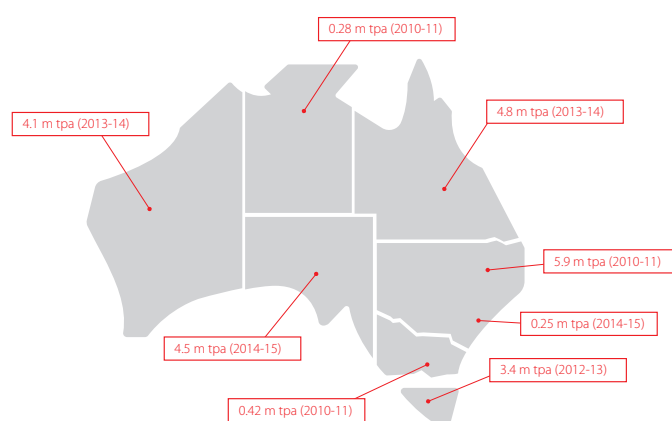 0.28 m tpa (2010-11)
4.1 m tpa (2013-14)
4.8 m tpa (2013-14)
5.9 m tpa (2010-11)
0.25 m tpa (2014-15)
4.5 m tpa (2014-15)
3.4 m tpa (2012-13)
0.42 m tpa (2010-11)